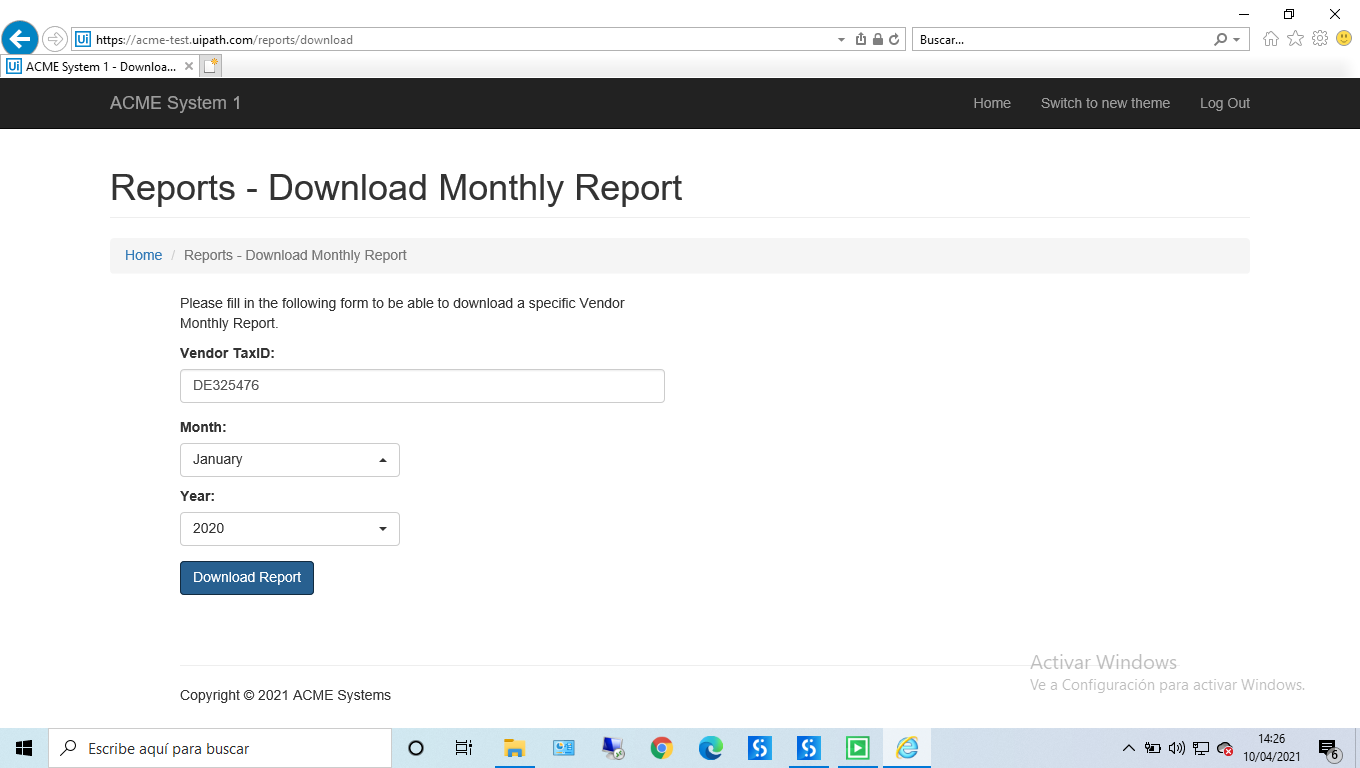 https://acme-test.uipath.com/reports/download
Buscar...
Ui ACME System 1 - Downloa...
ACME System 1
Home
Switch to new theme
Log Out
Reports - Download Monthly Report
Home / Reports - Download Monthly Report
Please fill in the following form to be able to download a specific Vendor
Monthly Report.
Vendor TaxID:
DE325476
Month:
January
Year:
2020
Download Report
Activar Windows
Ve a Configuración para activar Windows.
Copyright © 2021 ACME Systems
Escribe aquí para buscar
14:26
10/04/2021
6